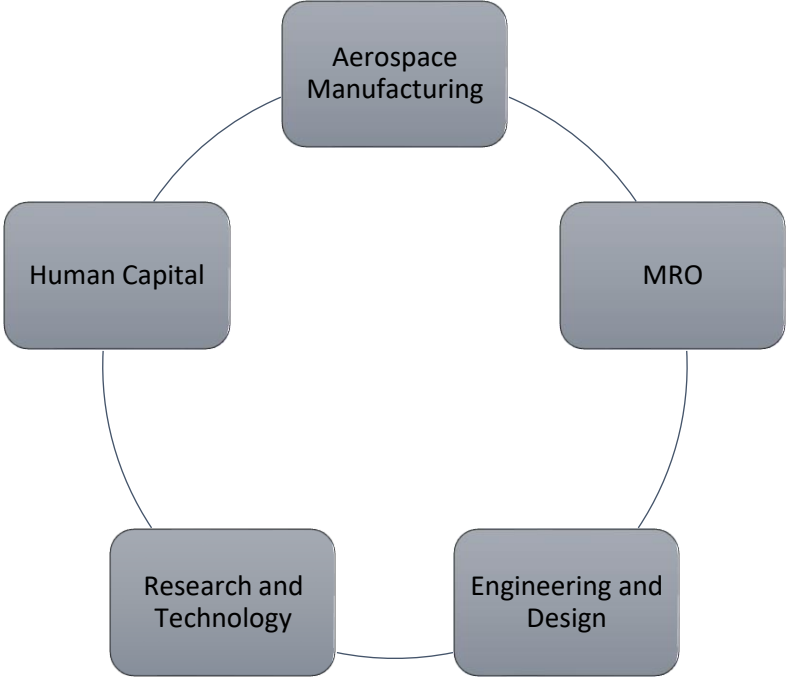 Aerospace
Manufacturing
Human Capital
MRO
Research and
Technology
Engineering and
Design